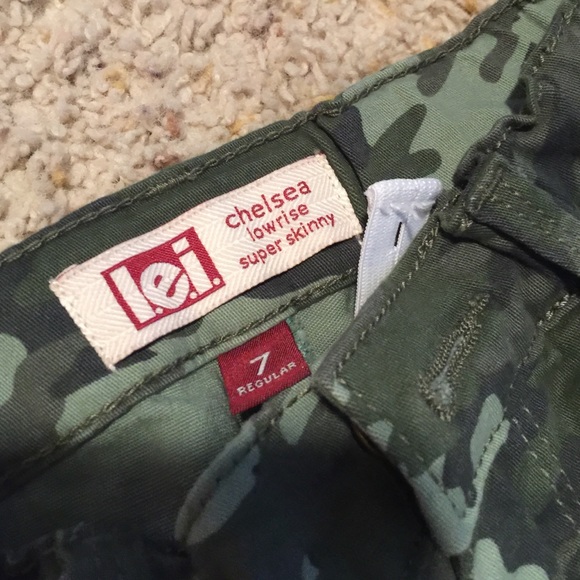 l.e.i.
chelsea
lowrise
super skinny
7
REGULAR